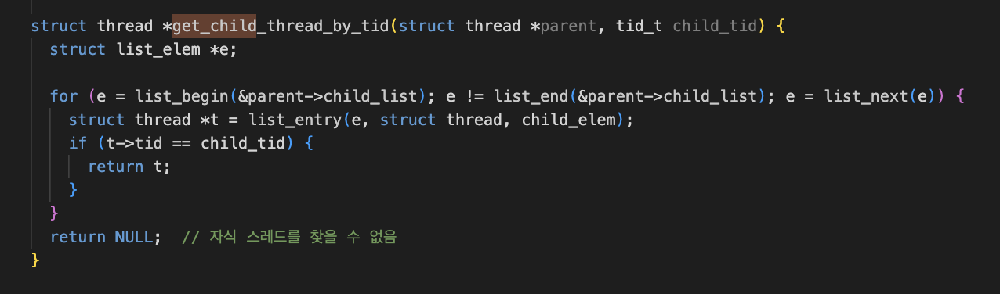 struct thread *get_child_thread_by_tid(struct thread *parent, tid_t child_tid) {
struct list_elem *e;
for (e = list_begin(&parent->child_list); e != list_end(&parent->child_list); e = list_next(e)) {
struct thread *t = list_entry(e, struct thread, child_elem);
if (t->tid == child_tid) {
return t;
}
}
return NULL;  // 자식 스레드를 찾을 수 없음
}